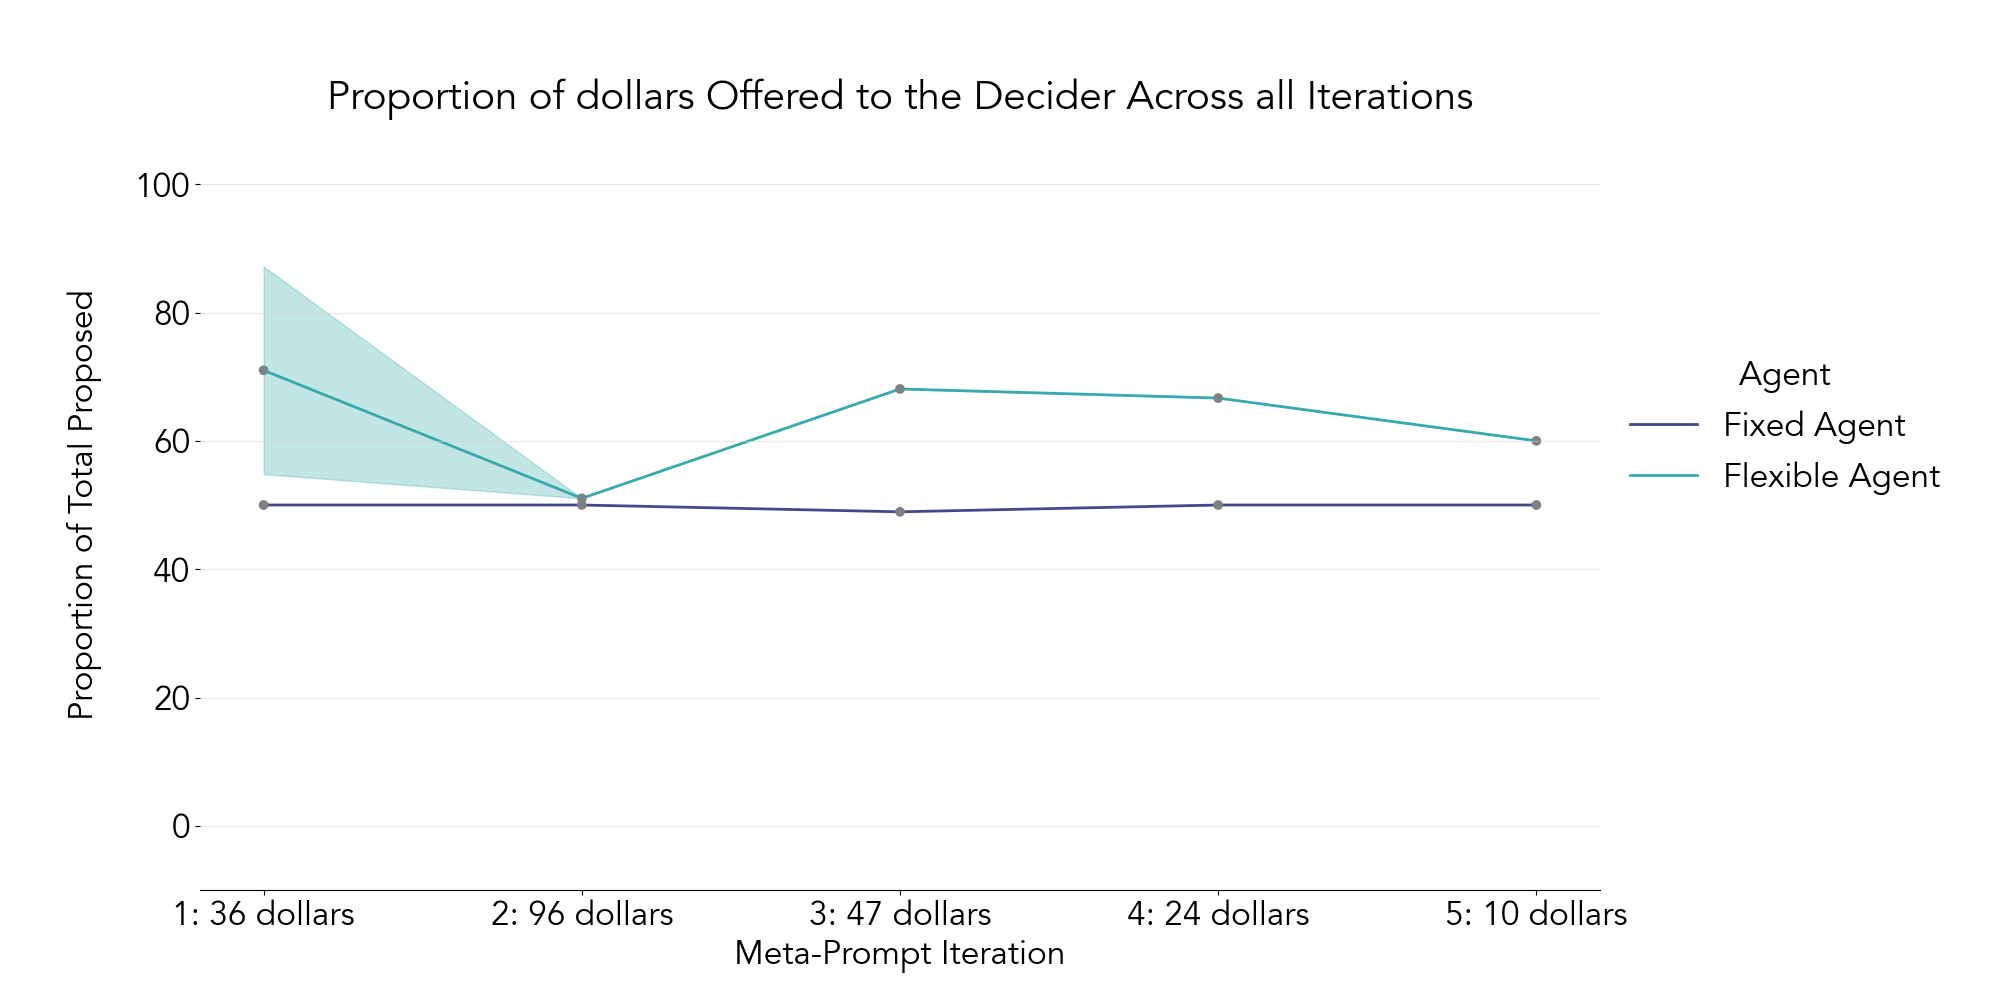 Proportion of dollars Offered to the Decider Across all Iterations
Proportion of Total Proposed
100
80
60
40
20
0
1: 36 dollars
2: 96 dollars
3: 47 dollars
4: 24 dollars
5: 10 dollars
Meta-Prompt Iteration
Agent
Fixed Agent
Flexible Agent